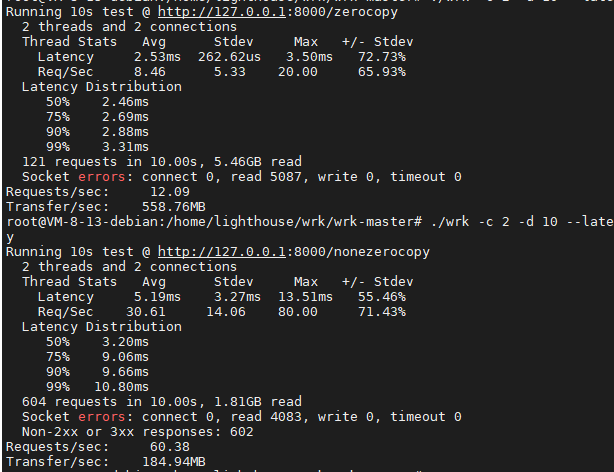 Running 10s test @ http://127.0.0.1:8000/zerocopy
2 threads and 2 connections
Thread Stats Avg Stdev Max +/- Stdev
Latency 2.53ms 262.62us 3.50ms 72.73%
Req/Sec 8.46 5.33 20.00 65.93%
Latency Distribution
50% 2.46ms
75% 2.69ms
90% 2.88ms
99% 3.31ms
121 requests in 10.00s, 5.46GB read
Socket errors: connect 0, read 5087, write 0, timeout 0
Requests/sec: 12.09
Transfer/sec: 558.76MB
root@VM-8-13-debian:/home/lighthouse/wrk/wrk-master# ./wrk -c 2 -d 10 --late
y
Running 10s test @ http://127.0.0.1:8000/nonezerocopy
2 threads and 2 connections
Thread Stats Avg Stdev Max +/- Stdev
Latency 5.19ms 3.27ms 13.51ms 55.46%
Req/Sec 30.61 14.06 80.00 71.43%
Latency Distribution
50% 3.20ms
75% 9.06ms
90% 9.66ms
99% 10.80ms
604 requests in 10.00s, 1.81GB read
Socket errors: connect 0, read 4083, write 0, timeout 0
Non-2xx or 3xx responses: 602
Requests/sec: 60.38
Transfer/sec: 184.94MB